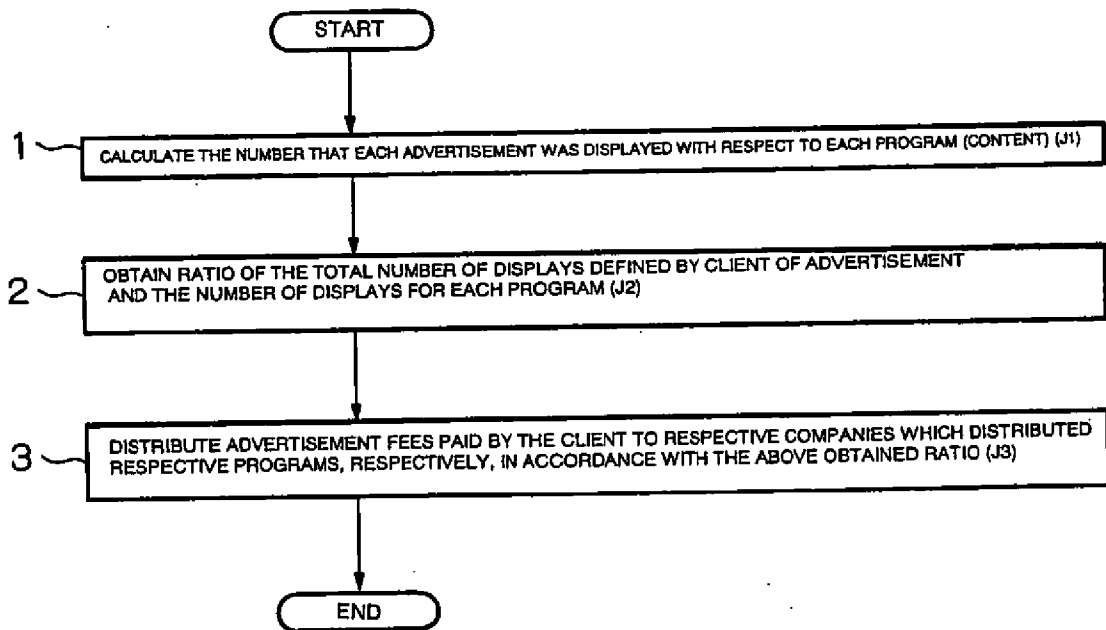 START
1
CALCULATE THE NUMBER THAT EACH ADVERTISEMENT WAS DISPLAYED WITH RESPECT TO EACH PROGRAM (CONTENT) (J1)
2
OBTAIN RATIO OF THE TOTAL NUMBER OF DISPLAYS DEFINED BY CLIENT OF ADVERTISEMENT
AND THE NUMBER OF DISPLAYS FOR EACH PROGRAM (J2)
3
DISTRIBUTE ADVERTISEMENT FEES PAID BY THE CLIENT TO RESPECTIVE COMPANIES WHICH DISTRIBUTED
RESPECTIVE PROGRAMS, RESPECTIVELY, IN ACCORDANCE WITH THE ABOVE OBTAINED RATIO (J3)
END